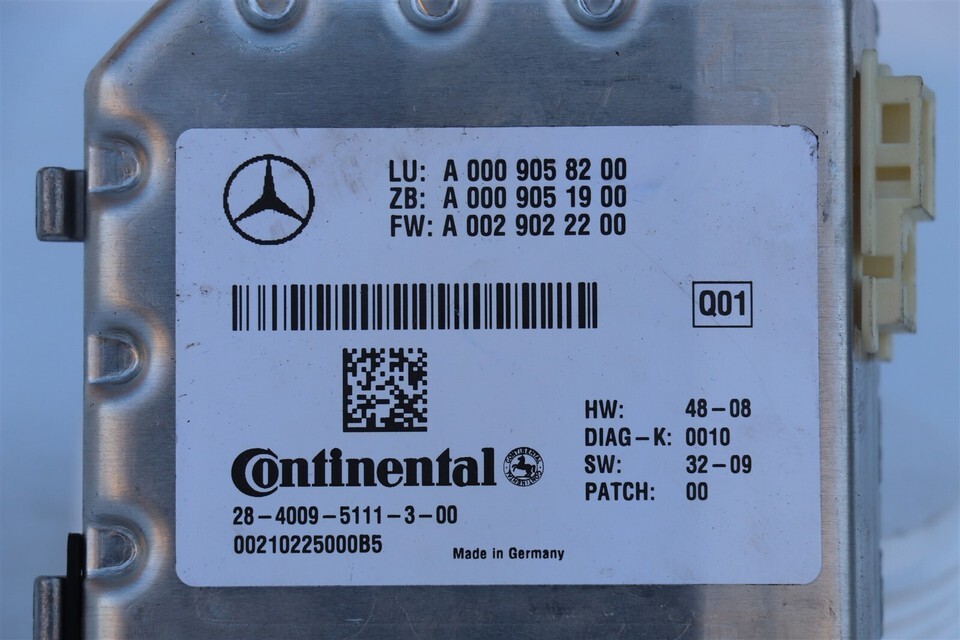 LU: A 000 905 82 00
ZB: A 000 905 19 00
FW: A 002 902 22 00
Q01
HW: 48-08
DIAG-K: 0010
SW: 32-09
PATCH: 00
Continental
28-4009-5111-3-00
00210225000B5
Made in Germany